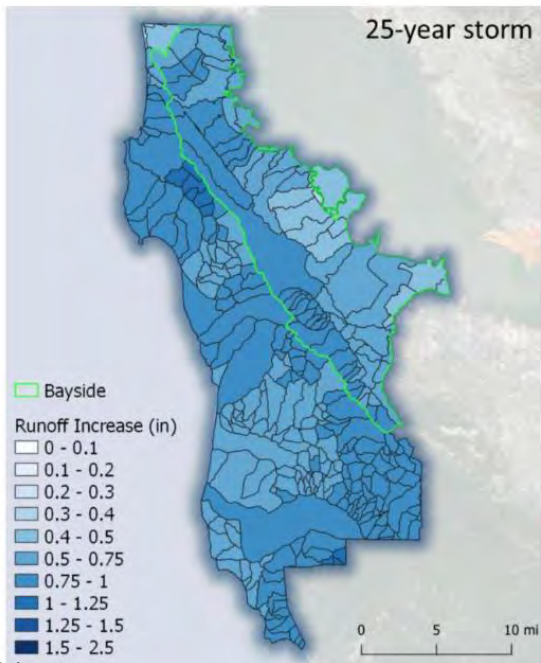 25-year storm
Bayside
Runoff Increase (in)
0 - 0.1
0.1 - 0.2
0.2 - 0.3
0.3 - 0.4
0.4 - 0.5
0.5 - 0.75
0.75 - 1
1 - 1.25
1.25 - 1.5
1.5 - 2.5
0 5 10 mi